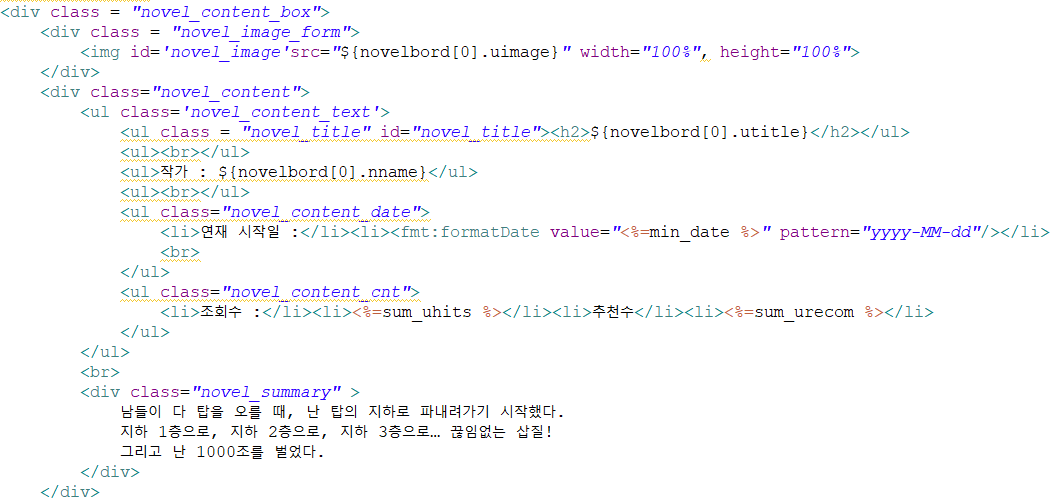 <div class = "novel_content_box">
<div class = "novel_image_form">
<img id='novel_image'src="${novelbord[0].uimage}" width="100%", height="100%">
</div>
<div class="novel_content">
<ul class='novel_content_text'>
<ul class = "novel_title" id="novel_title"><h2>${novelbord[0].utitle}</h2></ul>
<ul><br></ul>
<ul>작가 : ${novelbord[0].nname}</ul>
<ul><br></ul>
<ul class="novel_content_date">
<li>연재 시작일 :</li><li><fmt:formatDate value="<%=min_date %>" pattern="yyyy-MM-dd"/></li>
<br>
</ul>
<ul class="novel_content_cnt">
<li>조회수 :</li><li><%=sum_uhits %></li><li>추천수</li><li><%=sum_urecom %></li>
</ul>
</ul>
<br>
<div class="novel_summary" >
남들이 다 탑을 오를 때, 난 탑의 지하로 파내려가기 시작했다.
지하 1층으로, 지하 2층으로, 지하 3층으로… 끊임없는 삽질!
그리고 난 1000조를 벌었다.
</div>
</div>